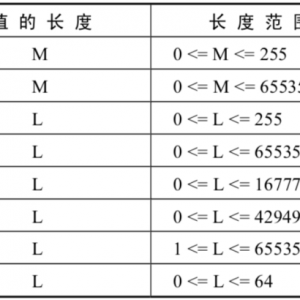 值的长度 长度范围
M 0 <= M <= 255
M 0 <= M <= 65535
L 0 <= L <= 255
L 0 <= L <= 65535
L 0 <= L <= 16777
L 0 <= L <= 42949
L 1 <= L <= 65535
L 0 <= L <= 64